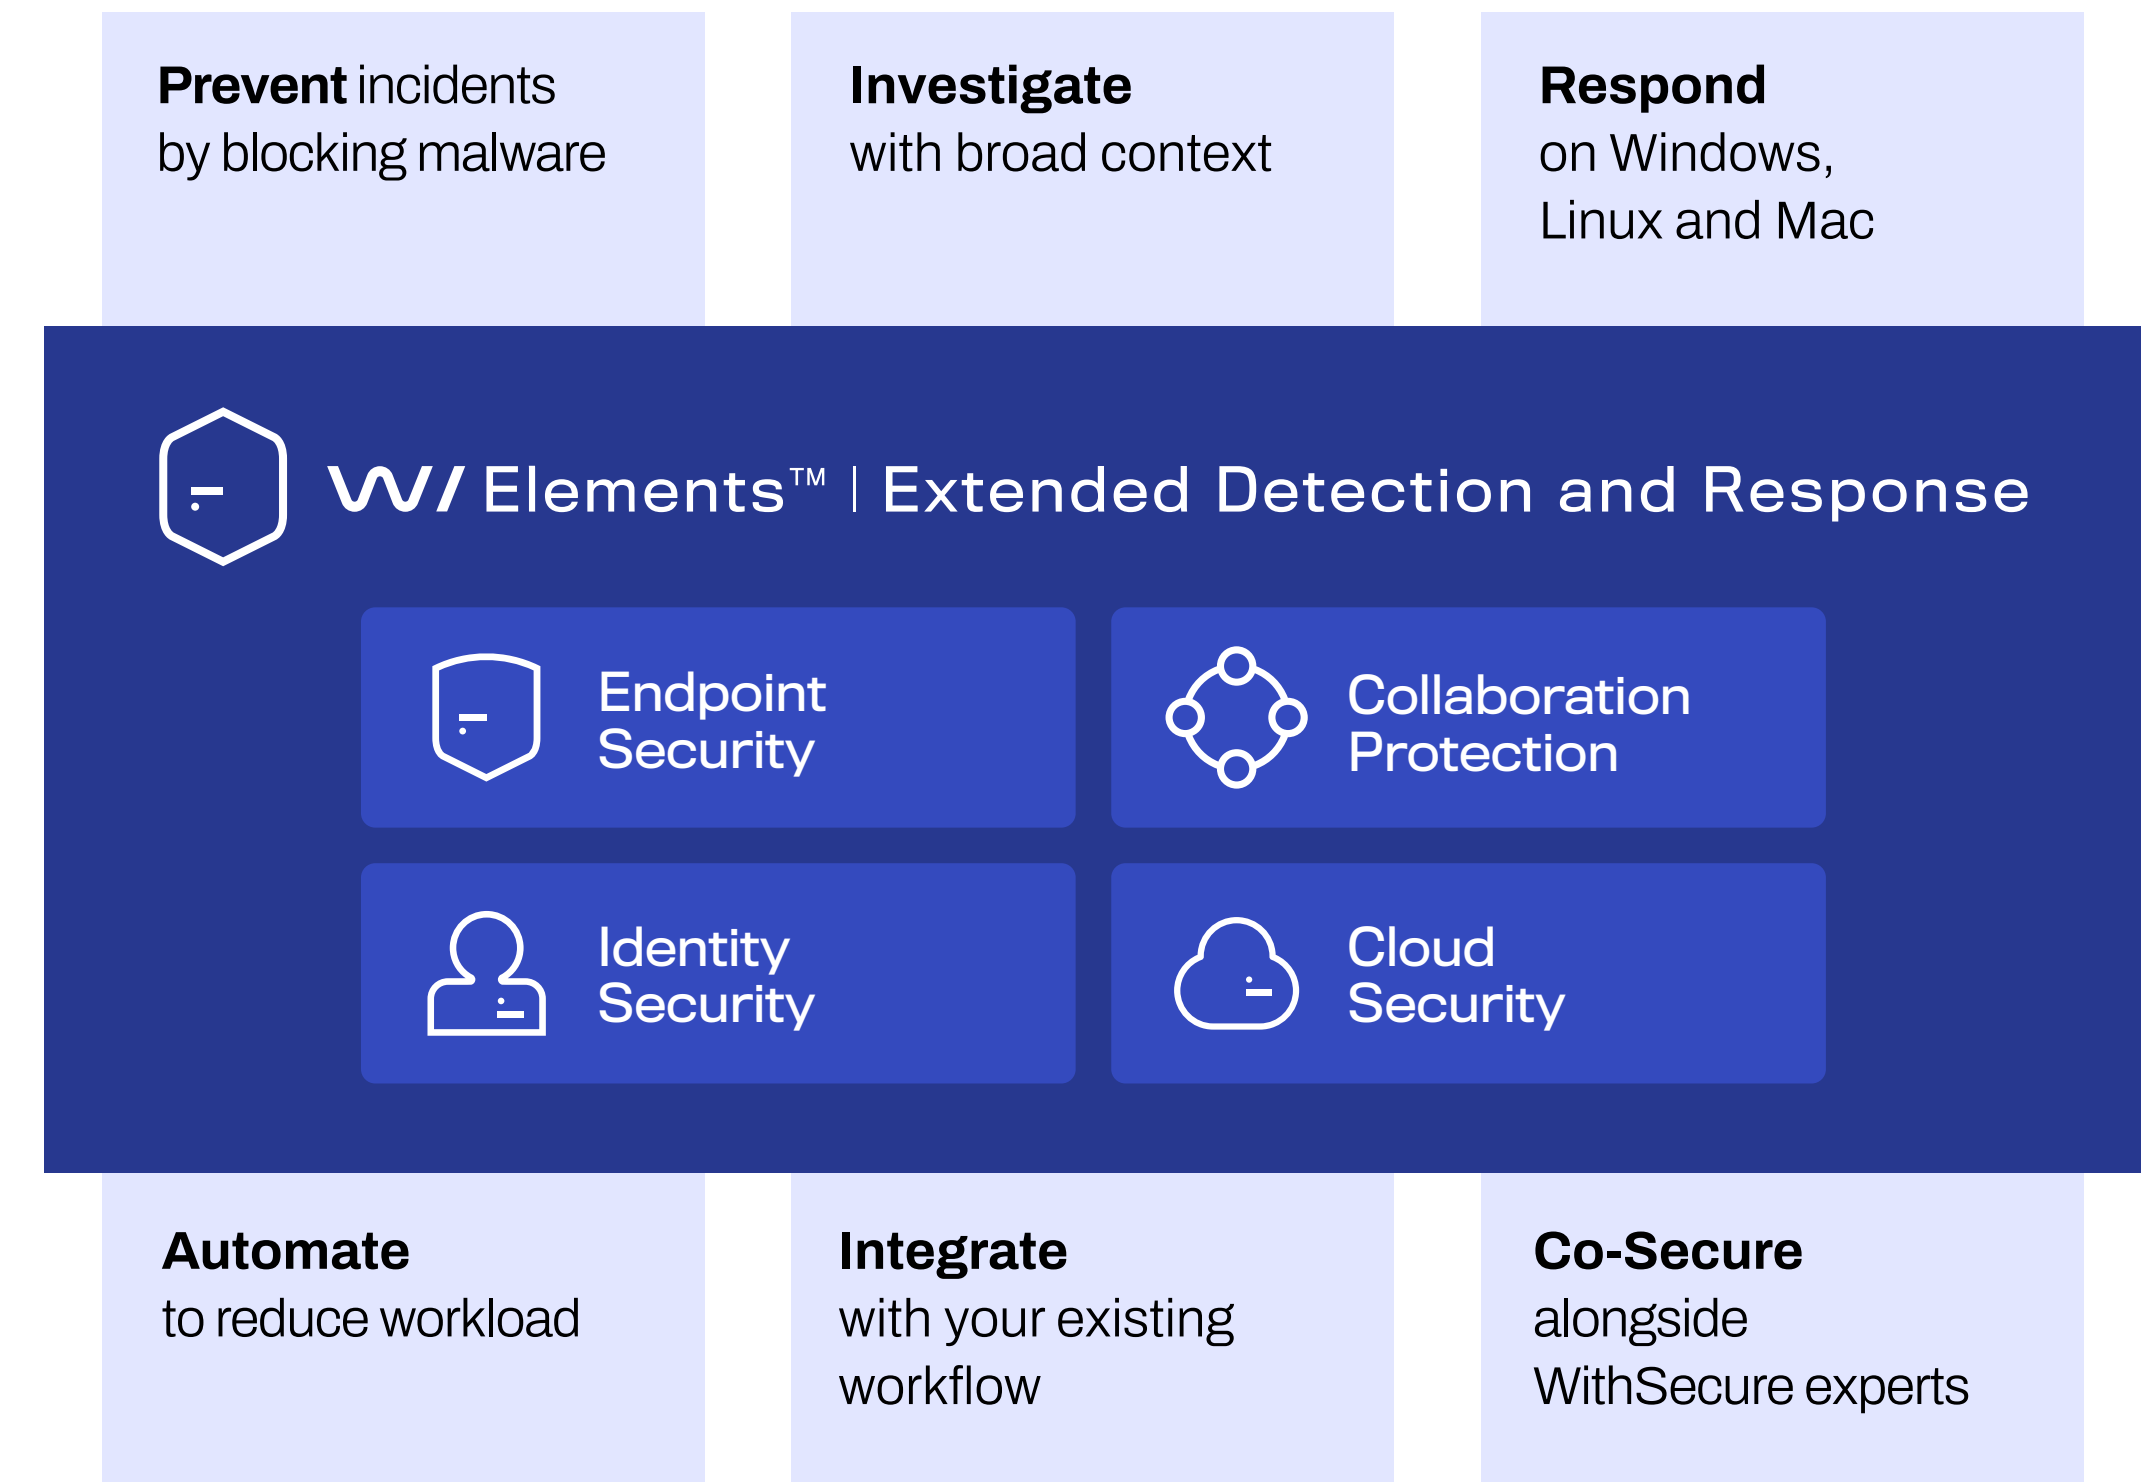 Prevent incidents
by blocking malware
Investigate
with broad context
Respond
on Windows,
Linux and Mac
W/ Elements™ | Extended Detection and Response
Endpoint
Security
Collaboration
Protection
Identity
Security
Cloud
Security
Automate
to reduce workload
Integrate
with your existing
workflow
Co-Secure
alongside
WithSecure experts